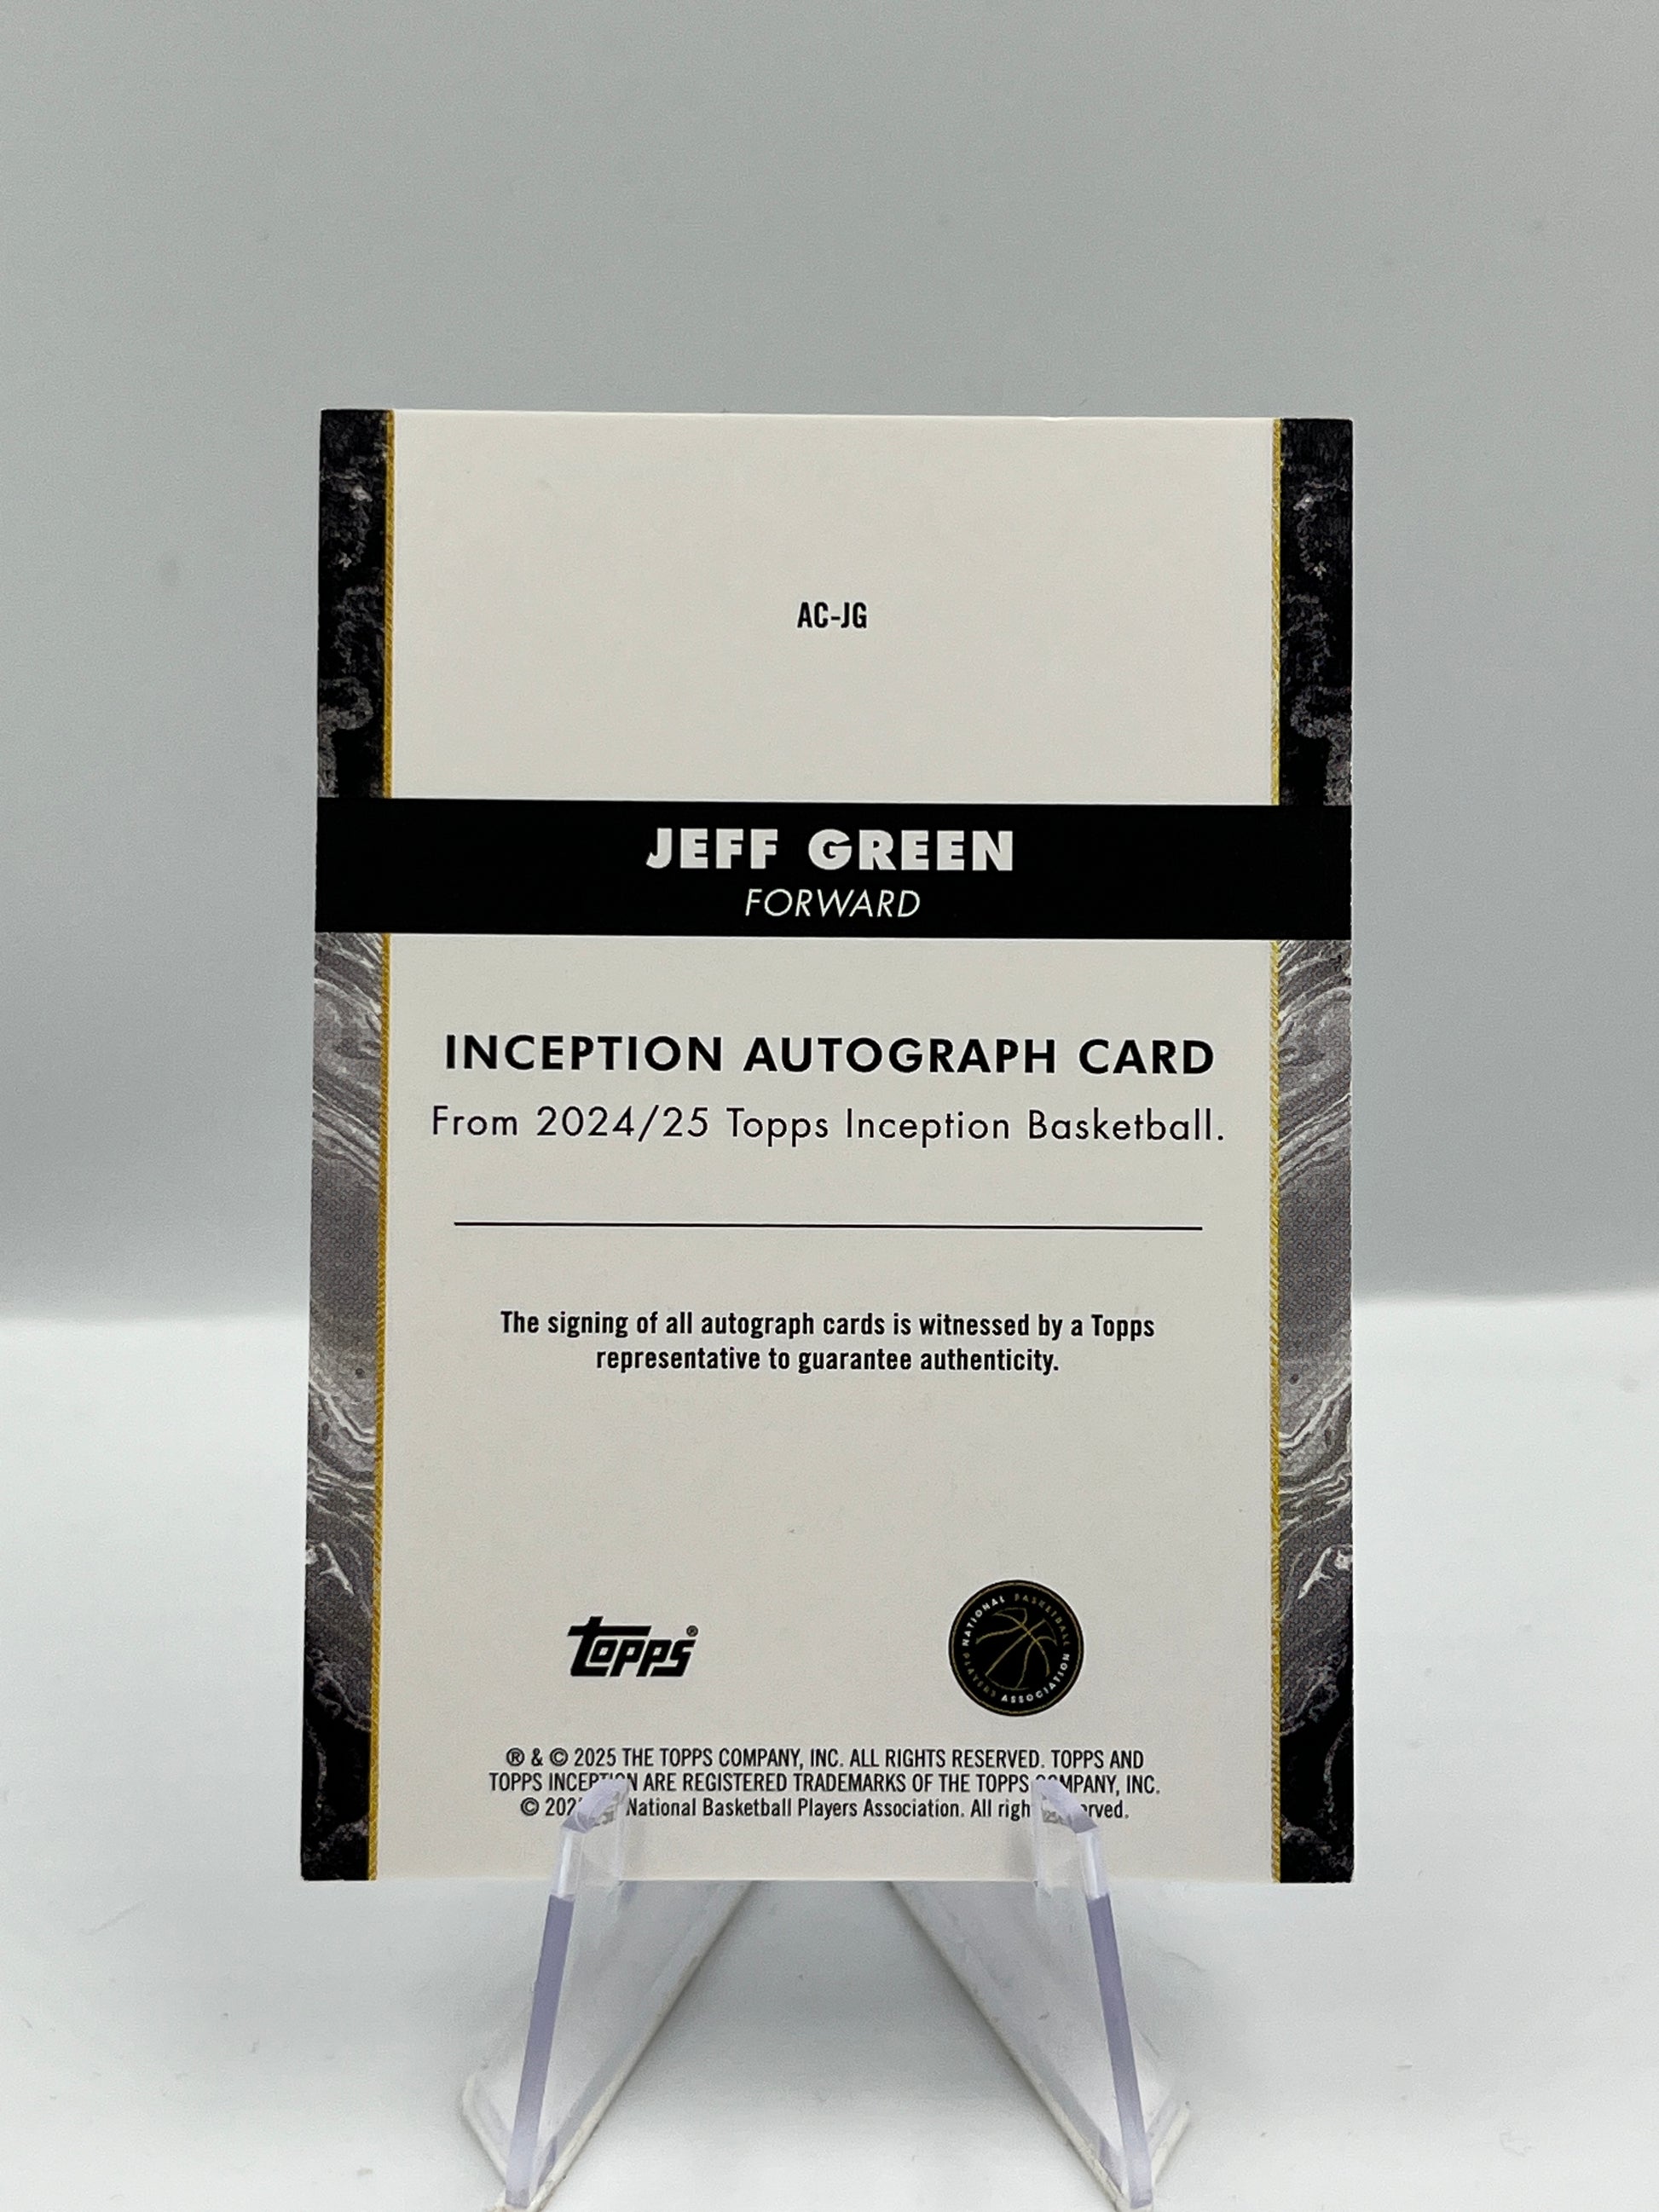 AC-JG
JEFF GREEN
FORWARD
INCEPTION AUTOGRAPH CARD
From 2024/25 Topps Inception Basketball.
The signing of all autograph cards is witnessed by a Topps
representative to guarantee authenticity.
Topps®
NATIONAL BASKETBALL PLAYERS ASSOCIATION
® & © 2025 THE TOPPS COMPANY, INC. ALL RIGHTS RESERVED. TOPPS AND
TOPPS INCEPTION ARE REGISTERED TRADEMARKS OF THE TOPPS COMPANY, INC.
© National Basketball Players Association. All